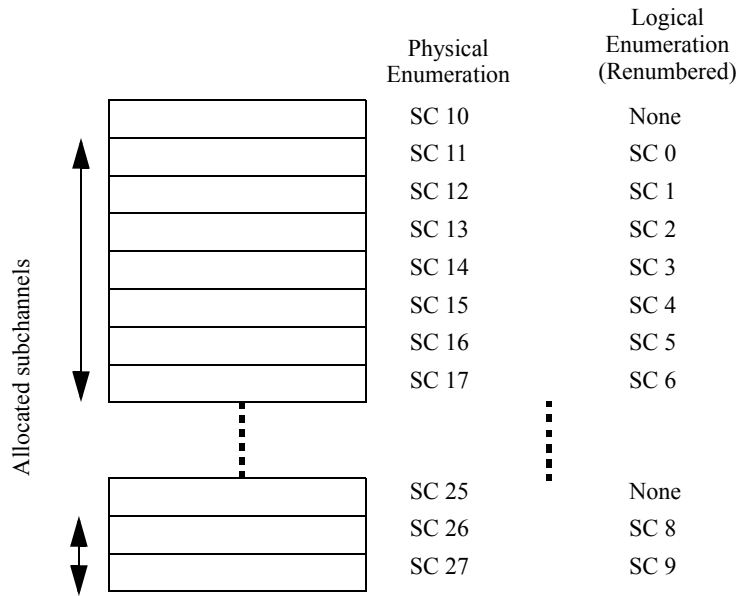 Physical
Enumeration
Logical
Enumeration
(Renumbered)
SC 10 None
SC 11 SC 0
SC 12 SC 1
SC 13 SC 2
SC 14 SC 3
SC 15 SC 4
SC 16 SC 5
SC 17 SC 6
SC 25 None
SC 26 SC 8
SC 27 SC 9
Allocated subchannels